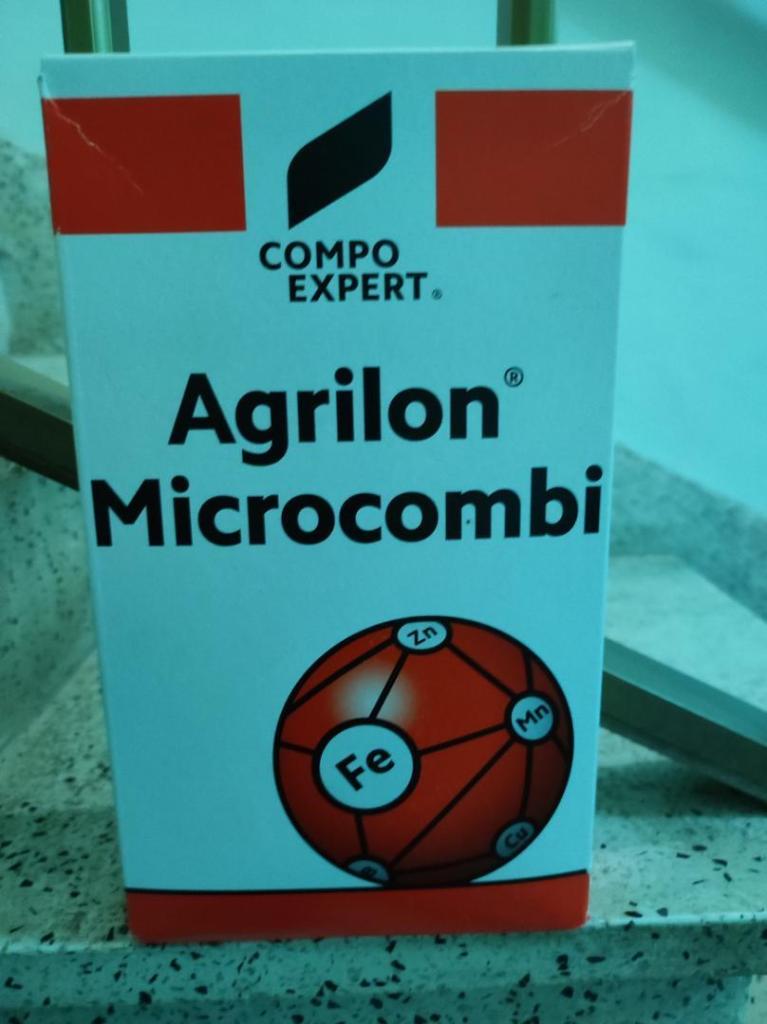 COMPO
EXPERT®
Agrilon®
Microcombi
Zn
Mn
Fe
Cu